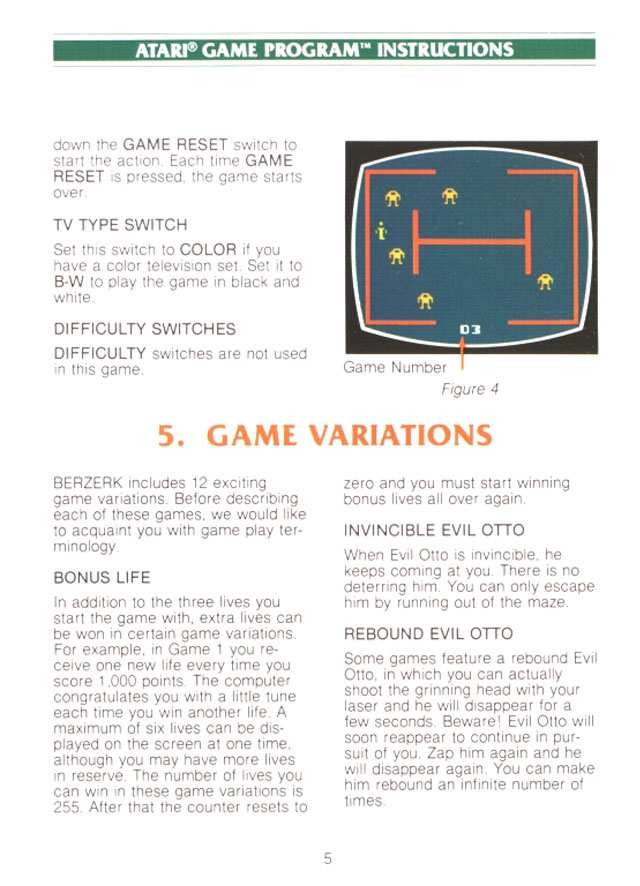 ATARI® GAME PROGRAM™ INSTRUCTIONS
down the GAME RESET switch to
start the action. Each time GAME
RESET is pressed, the game starts
over.
TV TYPE SWITCH
Set this switch to COLOR if you
have a color television set. Set it to
B-W to play the game in black and
white.
DIFFICULTY SWITCHES
DIFFICULTY switches are not used
in this game.
03
Game Number
Figure 4
5. GAME VARIATIONS
BERZERK includes 12 exciting
game variations. Before describing
each of these games, we would like
to acquaint you with game play ter-
minology.
BONUS LIFE
In addition to the three lives you
start the game with, extra lives can
be won in certain game variations.
For example, in Game 1 you re-
ceive one new life every time you
score 1,000 points. The computer
congratulates you with a little tune
each time you win another life. A
maximum of six lives can be dis-
played on the screen at one time,
although you may have more lives
in reserve. The number of lives you
can win in these game variations is
255. After that the counter resets to
zero and you must start winning
bonus lives all over again.
INVINCIBLE EVIL OTTO
When Evil Otto is invincible, he
keeps coming at you. There is no
deterring him. You can only escape
him by running out of the maze.
REBOUND EVIL OTTO
Some games feature a rebound Evil
Otto, in which you can actually
shoot the grinning head with your
laser and he will disappear for a
few seconds. Beware! Evil Otto will
soon reappear to continue in pur-
suit of you. Zap him again and he
will disappear again. You can make
him rebound an infinite number of
times.
5